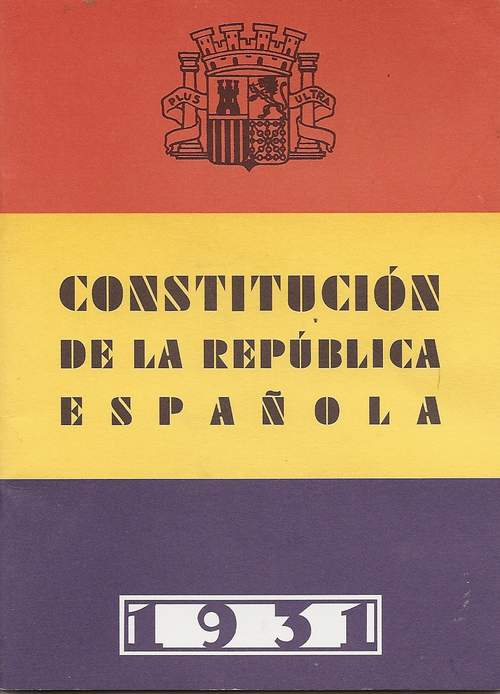 PLUS ULTRA
CONSTITUCIÓN
DE LA REPÚBLICA
ESPAÑOLA
1931